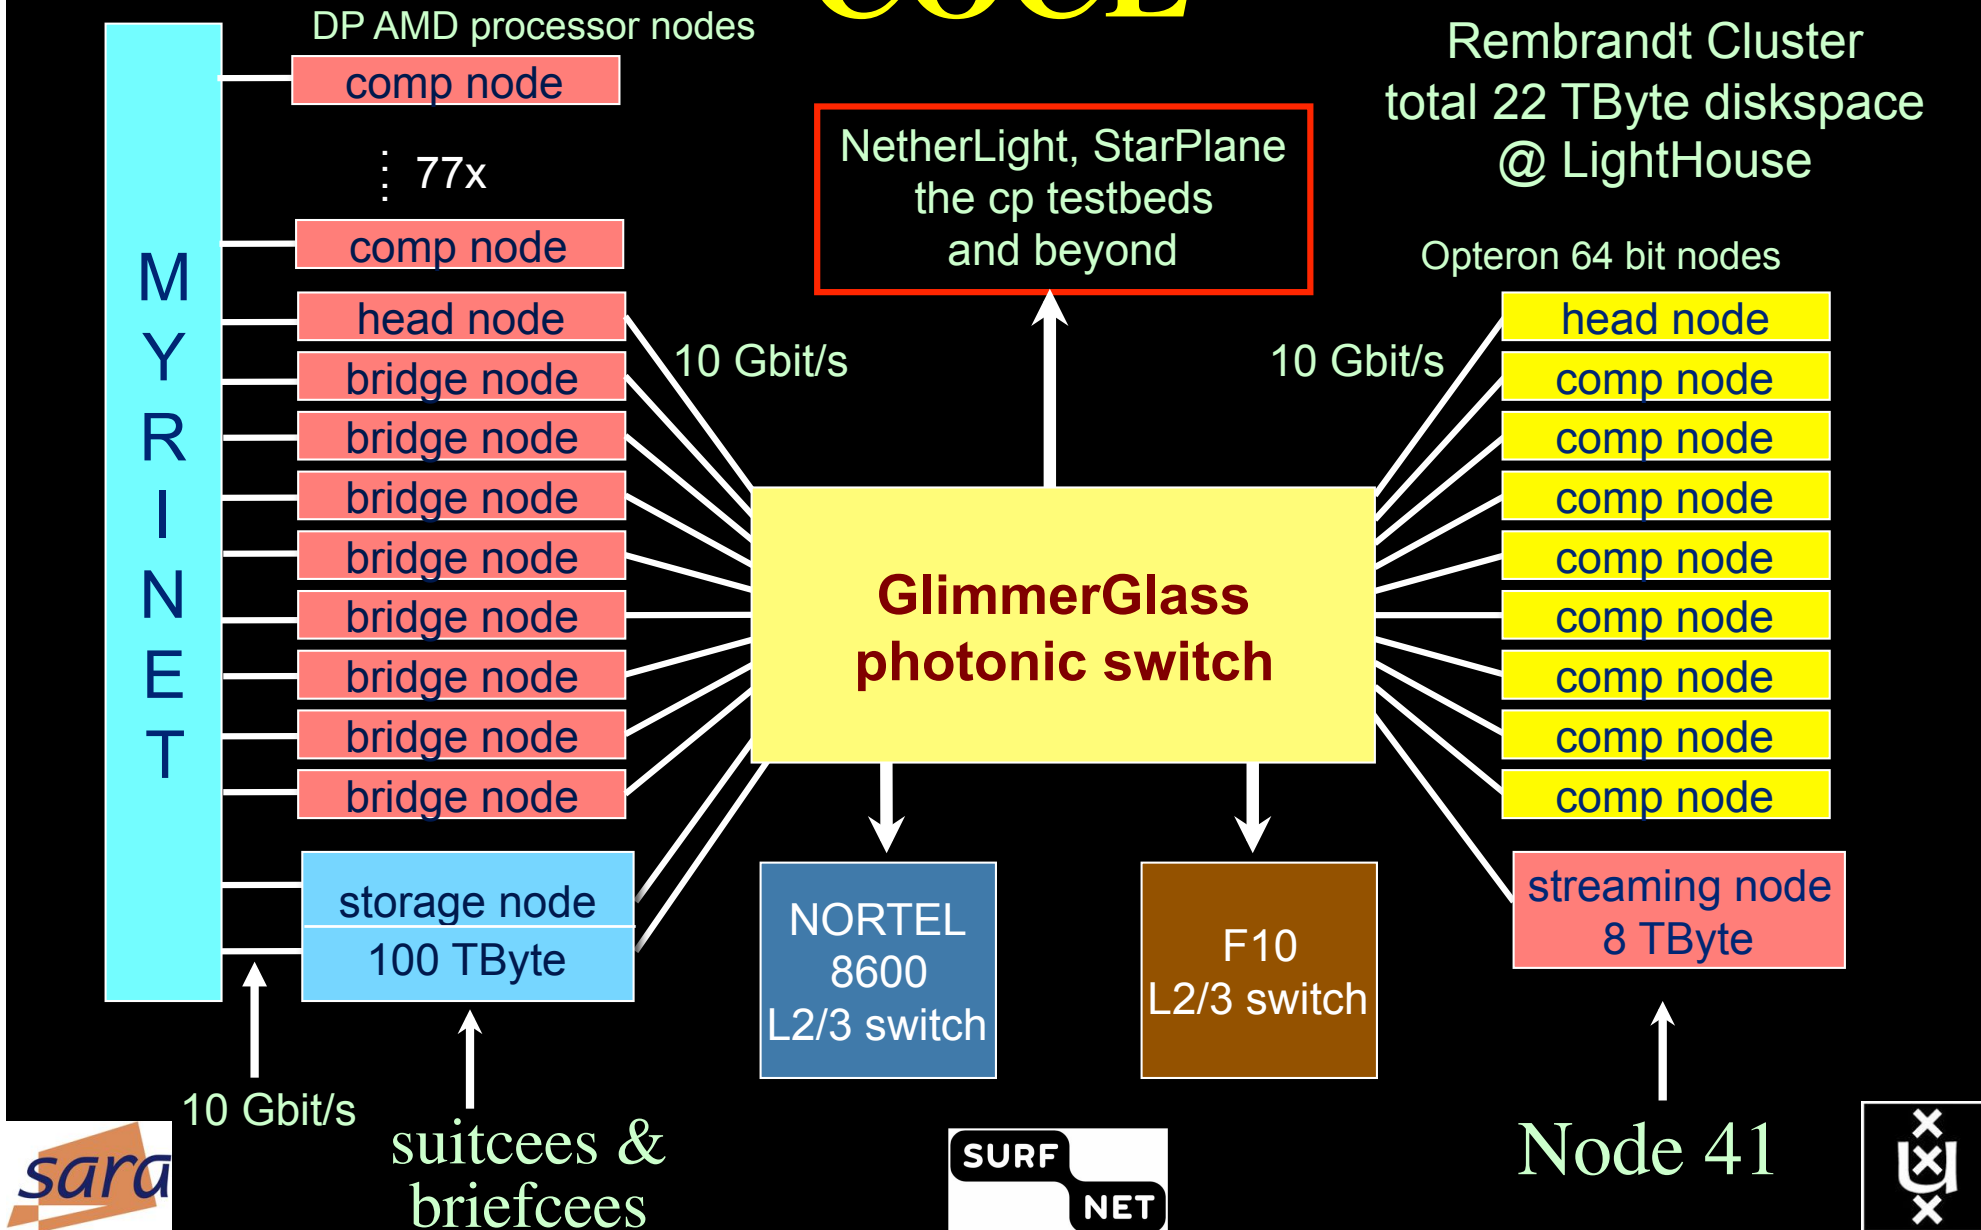 COCE
DP AMD processor nodes
comp node
77x
comp node
head node
bridge node
bridge node
bridge node
bridge node
bridge node
bridge node
bridge node
bridge node
storage node
100 TByte
MYRINET
10 Gbit/s
suitcees &
briefcees
NetherLight, StarPlane
the cp testbeds
and beyond
10 Gbit/s
10 Gbit/s
GlimmerGlass
photonic switch
NORTEL
8600
L2/3 switch
F10
L2/3 switch
Rembrandt Cluster
total 22 TByte diskspace
@ LightHouse
Opteron 64 bit nodes
head node
comp node
comp node
comp node
comp node
comp node
comp node
comp node
comp node
streaming node
8 TByte
Node 41
sara
SURF
NET